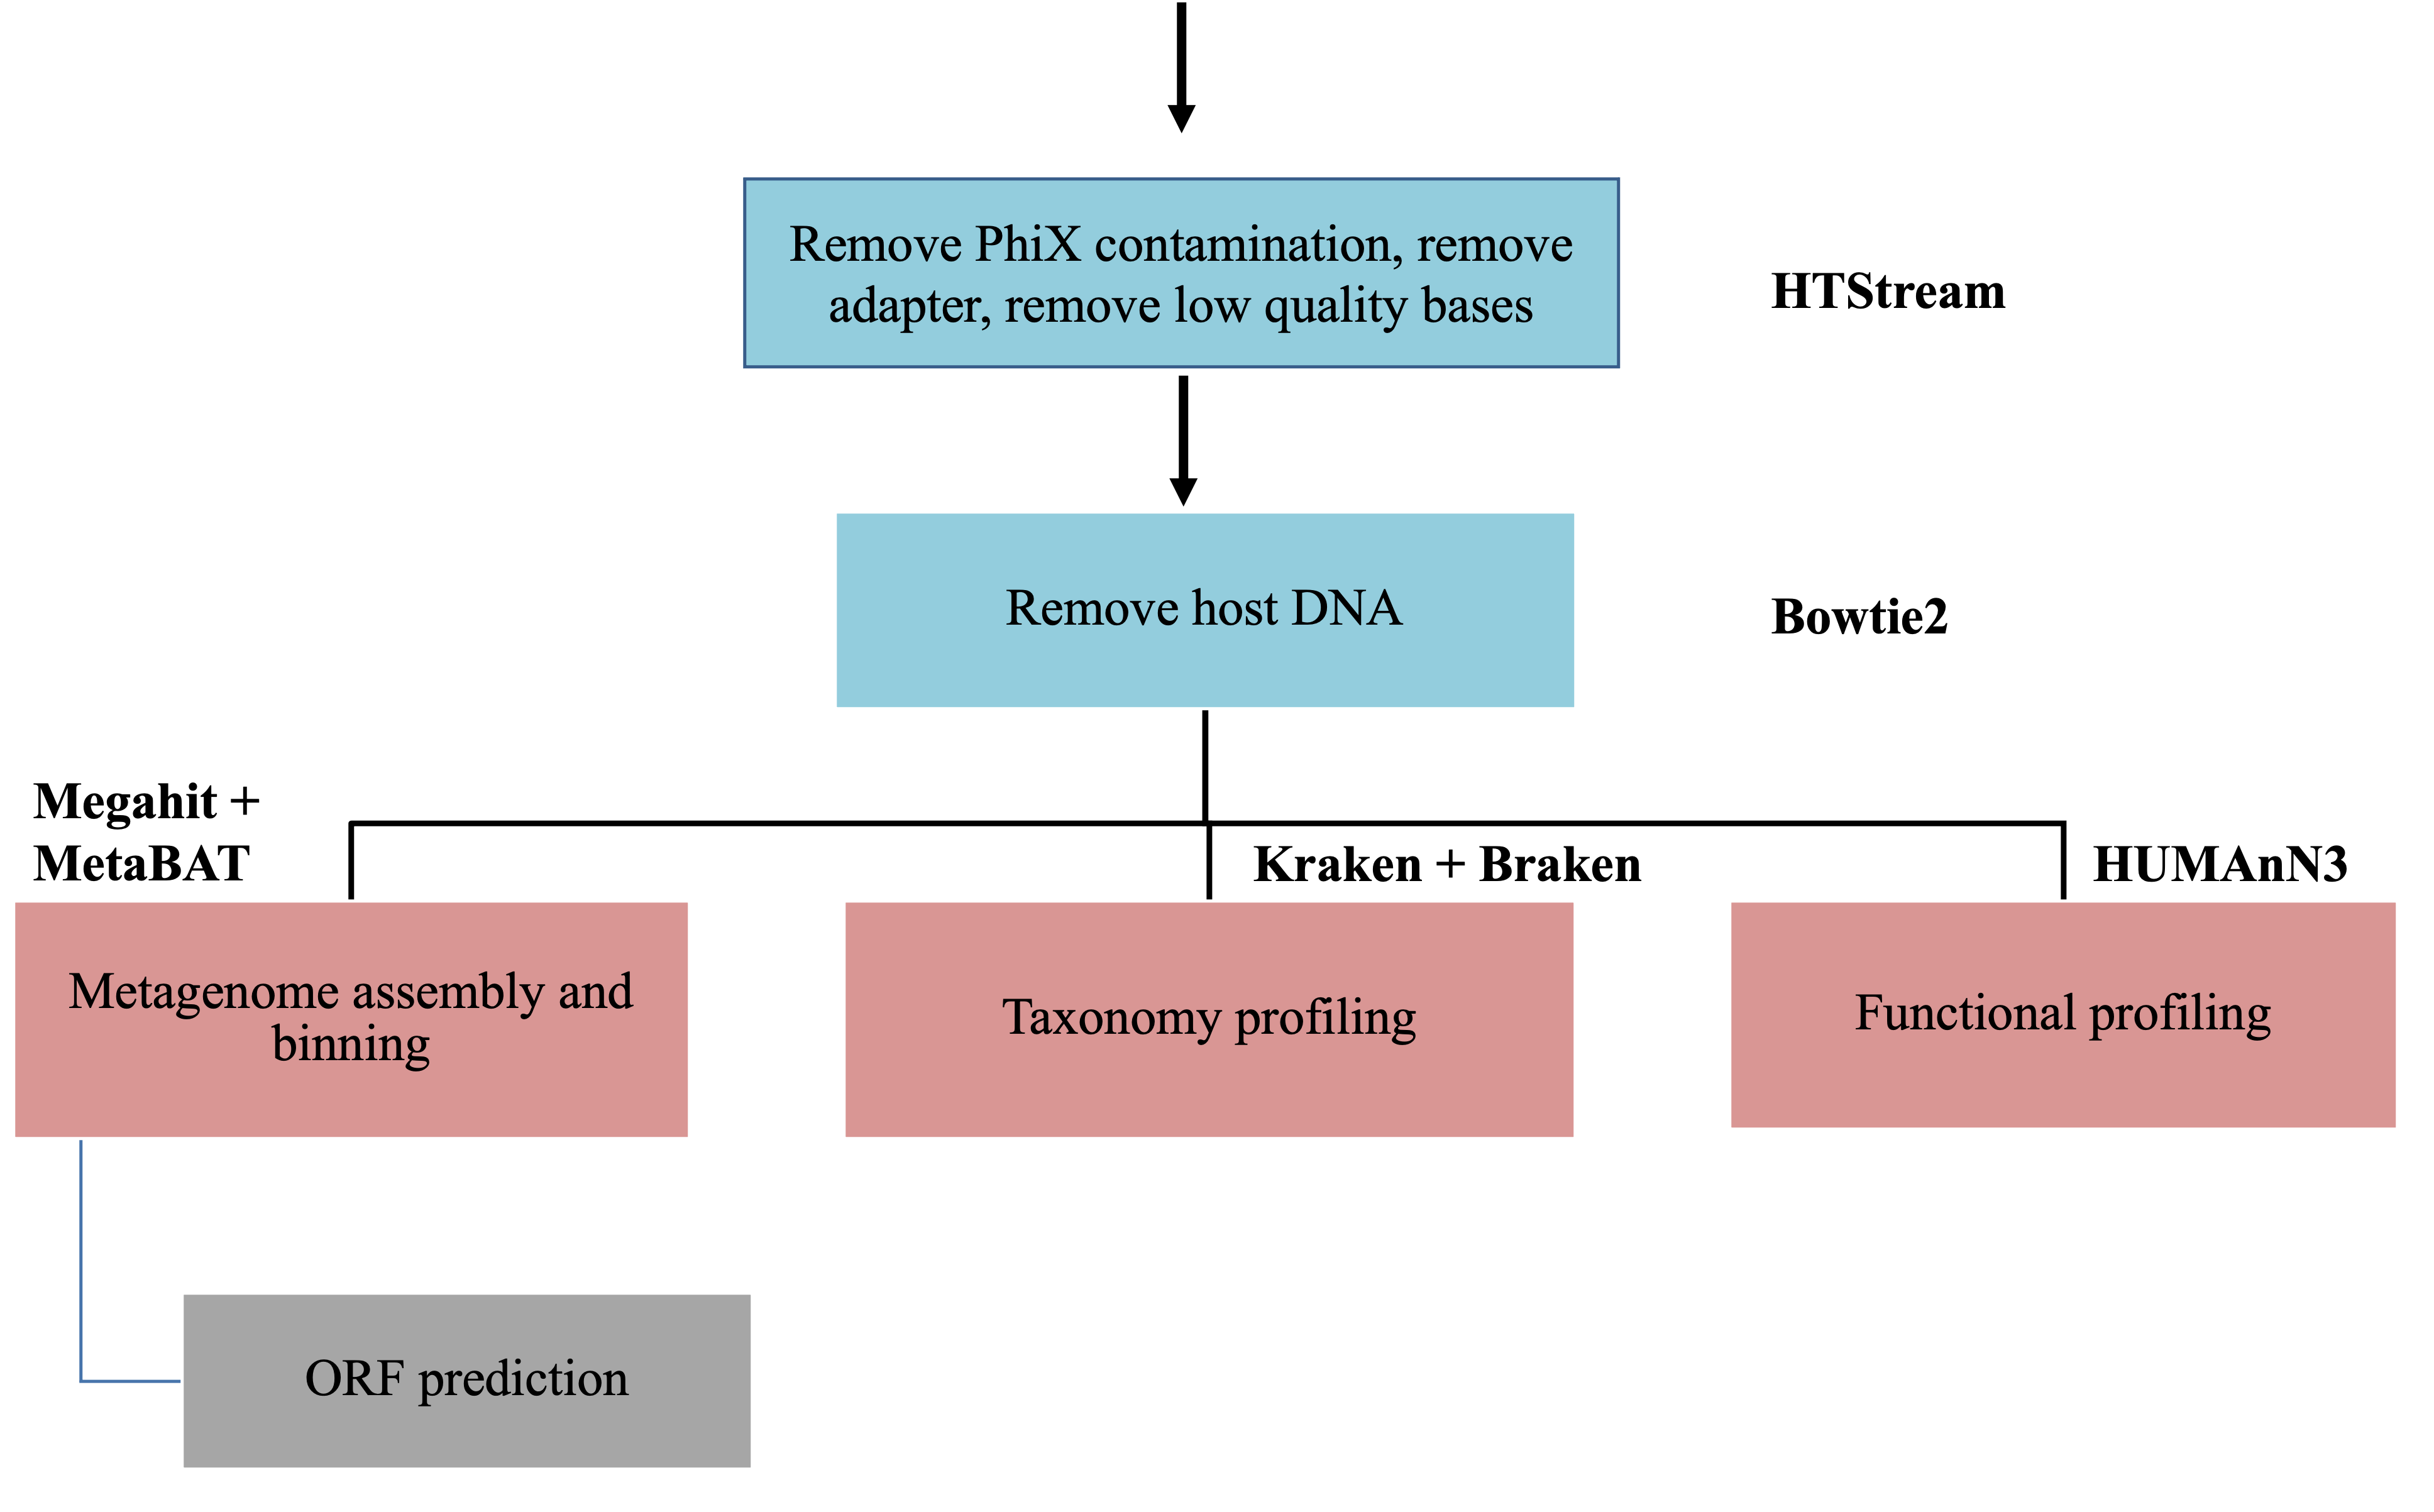 Remove PhiX contamination, remove
adapter, remove low quality bases
HTStream
Remove host DNA
Bowtie2
Megahit +
MetaBAT
Kraken + Braken
HUMAnN3
Metagenome assembly and
binning
Taxonomy profiling
Functional profiling
ORF prediction